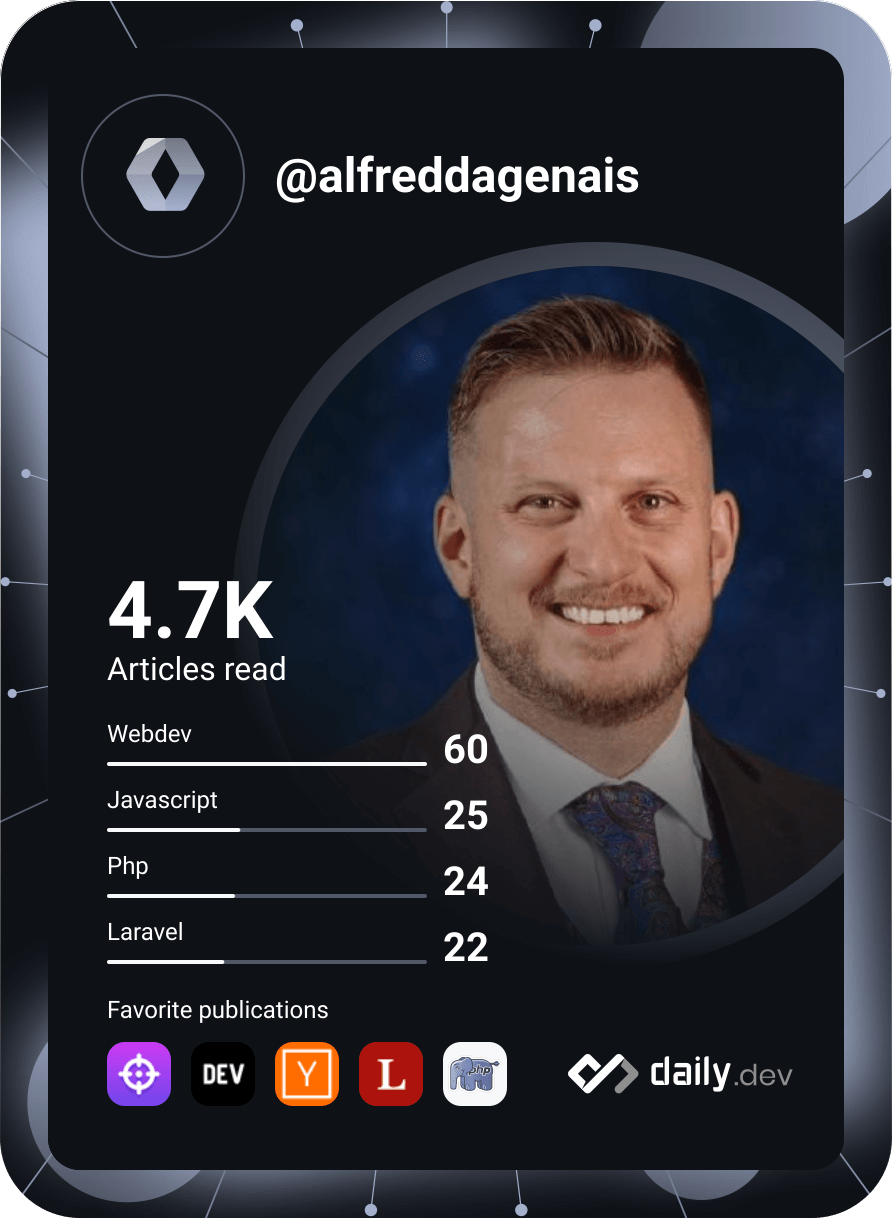 @alfreddagenais
4.7K
Articles read
Webdev
60
Javascript
25
Php
24
Laravel
22
Favorite publications
DEV
Y
L
php
daily.dev